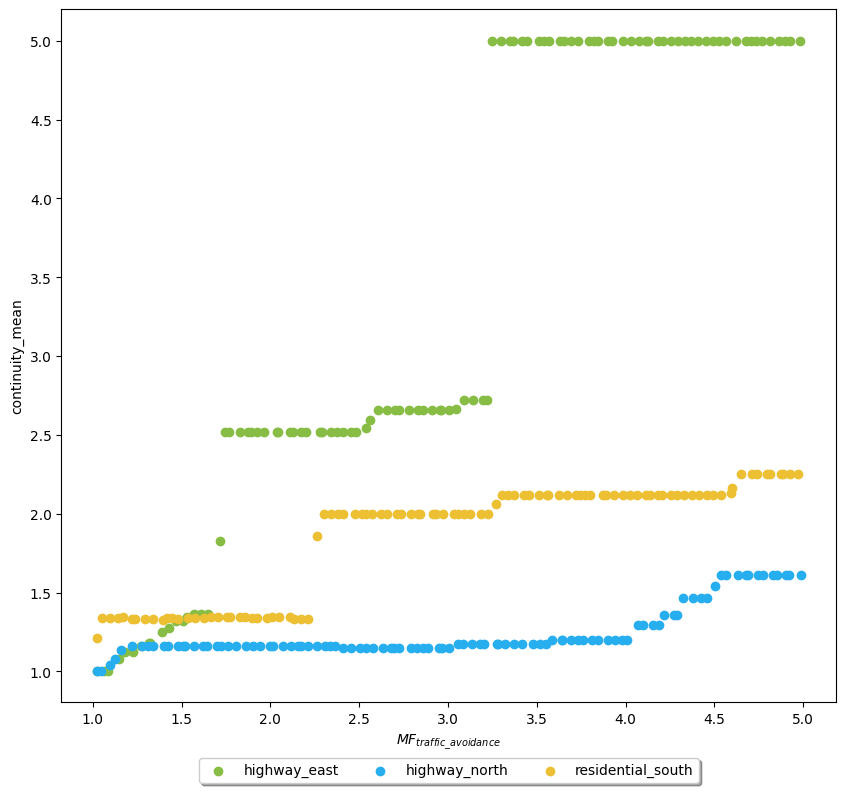 5.0
4.5
4.0
3.5
3.0
2.5
2.0
1.5
1.0
continuity_mean
1.0 1.5 2.0 2.5 3.0 3.5 4.0 4.5 5.0
MF_traffic_avoidance
highway_east highway_north residential_south